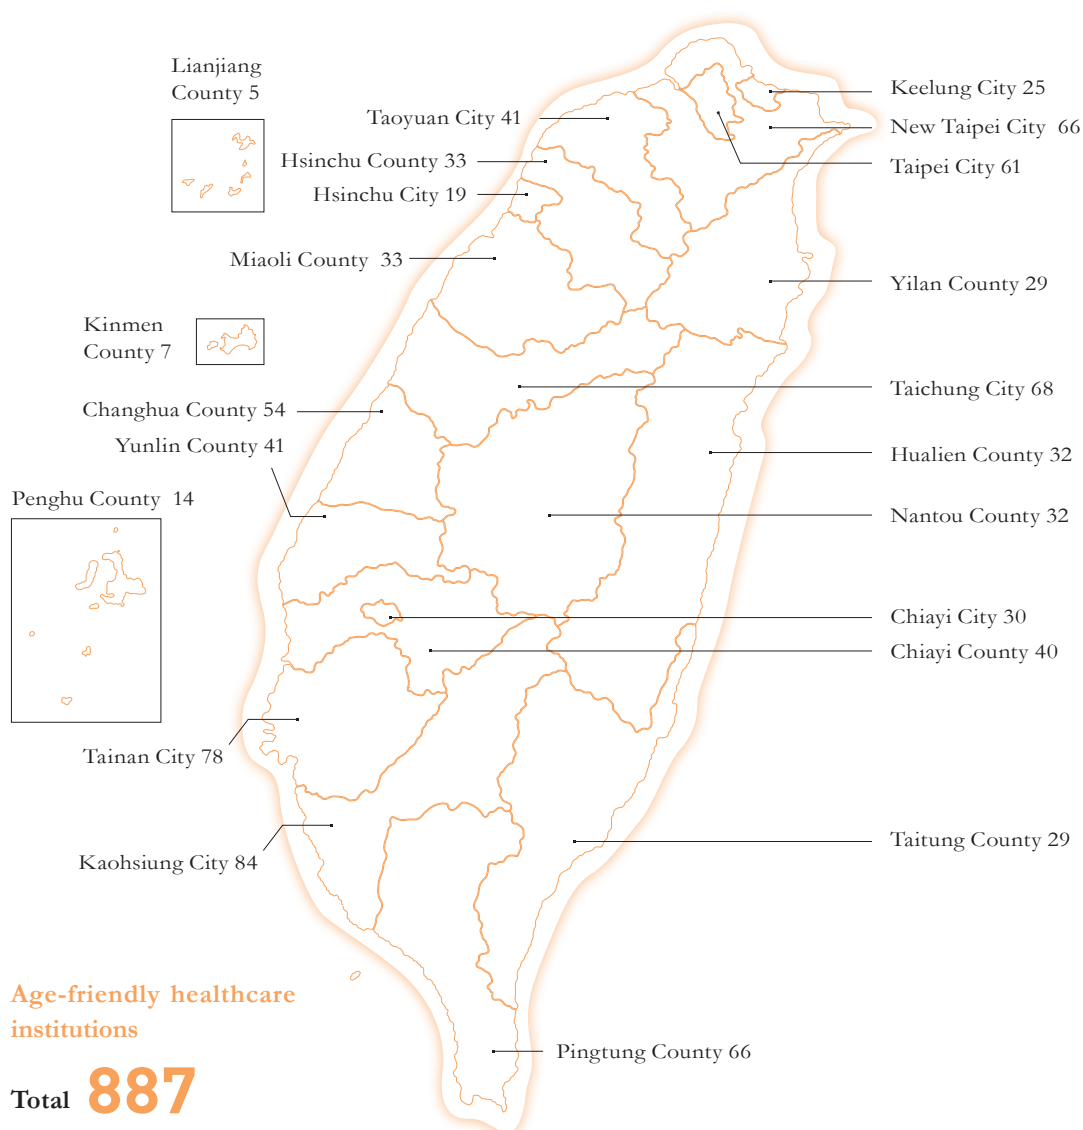 Lianjiang
County 5
Keelung City 25
Taoyuan City 41
New Taipei City 66
Hsinchu County 33
Taipei City 61
Hsinchu City 19
Miaoli County 33
Yilan County 29
Kinmen
County 7
Taichung City 68
Changhua County 54
Yunlin County 41
Hualien County 32
Penghu County 14
Nantou County 32
Chiayi City 30
Chiayi County 40
Tainan City 78
Taitung County 29
Kaohsiung City 84
Age-friendly healthcare
institutions
Pingtung County 66
Total 887